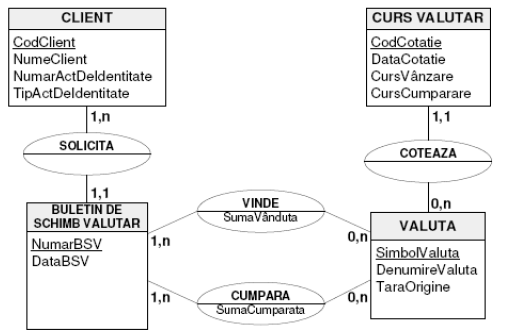 CLIENT
CodClient
NumeClient
NumarActDeIdentitate
TipActDeIdentitate
CURS VALUTAR
CodCotatie
DataCotatie
CursVânzare
CursCumparare
1,n
1,1
SOLICITA
COTEAZA
1,1
0,n
BULETIN DE
SCHIMB VALUTAR
NumarBSV
DataBSV
VINDE
SumaVânduta
1,n
0,n
VALUTA
SimbolValuta
DenumireValuta
TaraOrigine
1,n
0,n
CUMPARA
SumaCumparata